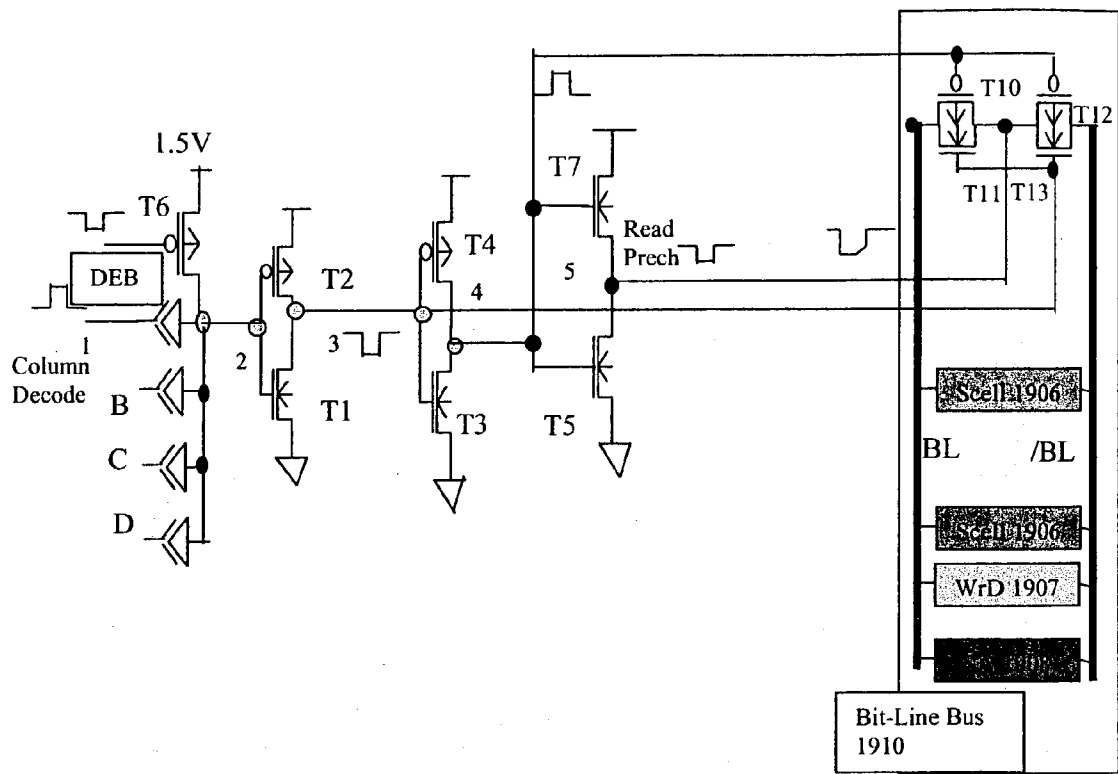 T10
T12
1.5V
T7
T11 T13
T6
T4
Read
Prech
5
DEB
T2
4
1
2
3
Column
Decode
T1
T3
T5
B
Scell 1906
C
BL
/BL
D
Scell 1906
WrD 1907
Bit-Line Bus
1910